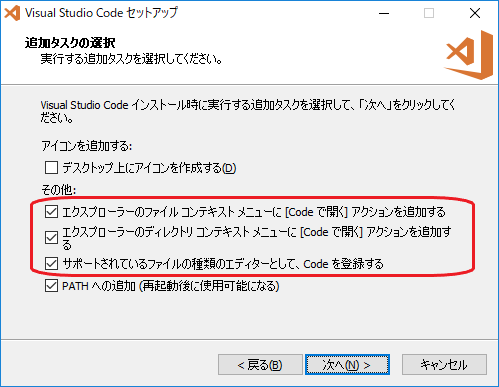 Visual Studio Code セットアップ
追加タスクの選択
実行する追加タスクを選択してください。
Visual Studio Code インストール時に実行する追加タスクを選択して、「次へ」をクリックしてく
ださい。
アイコンを追加する:
デスクトップ上にアイコンを作成する(D)
その他:
エクスプローラーのファイル コンテキスト メニューに [Code で開く] アクションを追加する
エクスプローラーのディレクトリ コンテキスト メニューに [Code で開く] アクションを追加す
る
サポートされているファイルの種類のエディターとして、Code を登録する
PATH への追加 (再起動後に使用可能になる)
< 戻る(B)
次へ(N) >
キャンセル